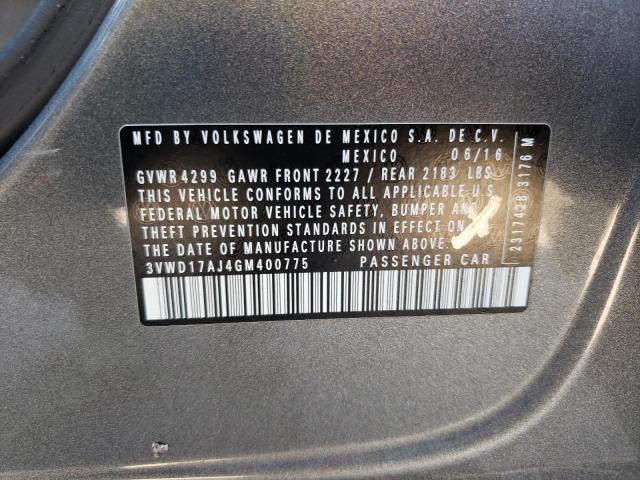 MFD BY VOLKSWAGEN DE MEXICO S.A. DE C.V.
MEXICO 06/16
GVWR 4299 GAWR FRONT 2227 / REAR 2183 LBS
THIS VEHICLE CONFORMS TO ALL APPLICABLE U.S.
FEDERAL MOTOR VEHICLE SAFETY, BUMPER AND
THEFT PREVENTION STANDARDS IN EFFECT ON
THE DATE OF MANUFACTURE SHOWN ABOVE.
3VWD17AJ4GM400775 PASSENGER CAR
2317428 3176 M